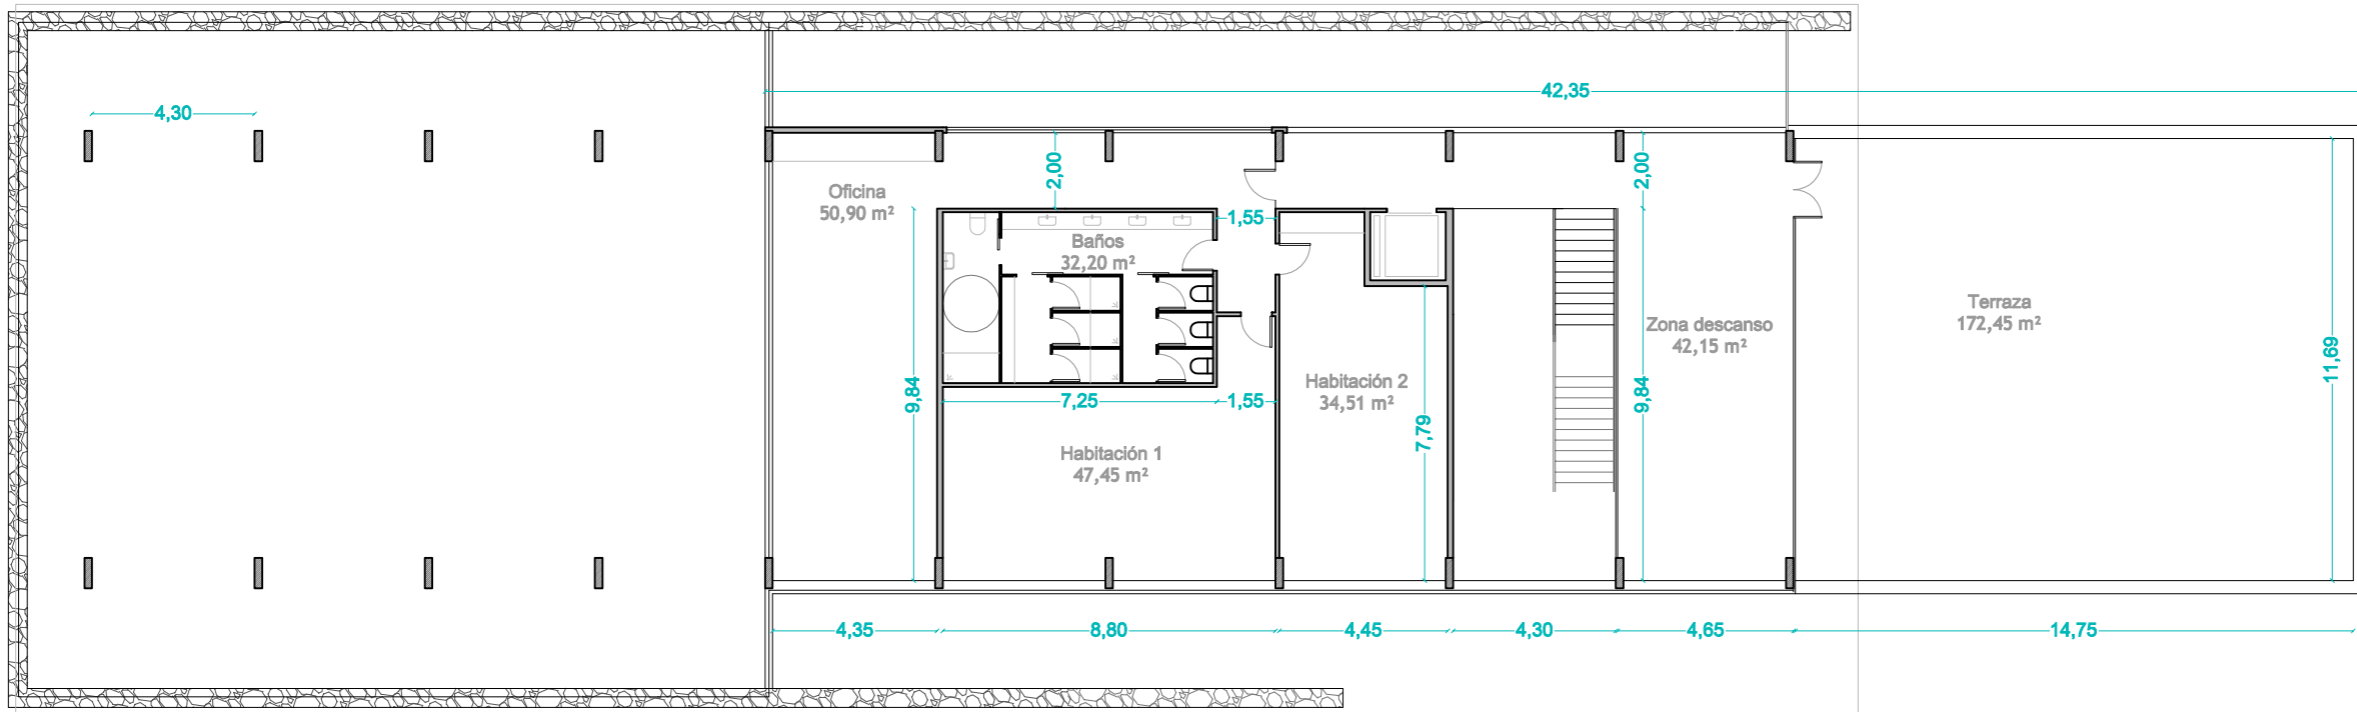 42,35
4,30
2,00
2,00
Oficina
50,90 m²
1,55
Baños
32,20 m²
Terraza
172,45 m²
Zona descanso
42,15 m²
11,69
Habitación 2
34,51 m²
9,84
7,25
1,55
9,84
7,79
Habitación 1
47,45 m²
4,35
8,80
4,45
4,30
4,65
14,75